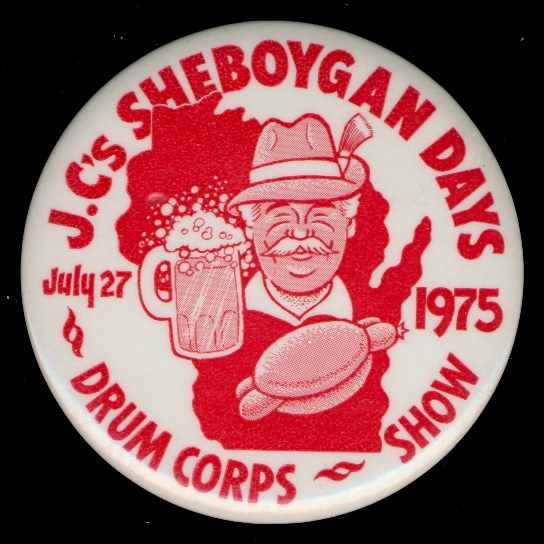 J.C's SHEBOYGAN DAYS
July 27
1975
DRUM CORPS ~ SHOW